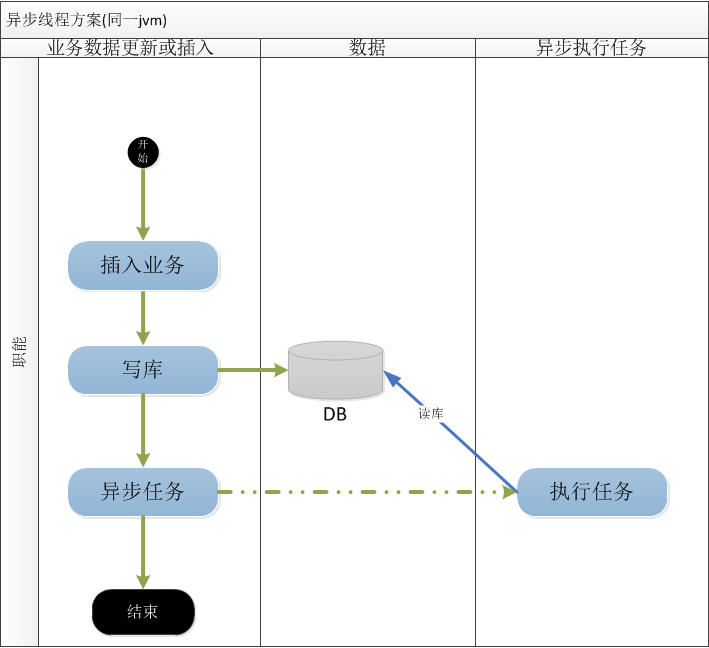 异步线程方案(同一jvm)
业务数据更新或插入
数据
异步执行任务
职能
开
始
插入业务
写库
DB
读库
异步任务
执行任务
结束